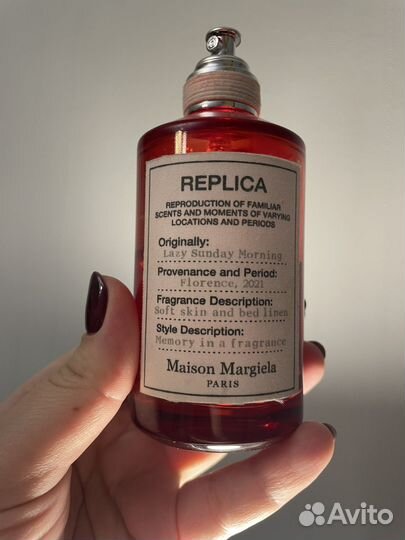 REPLICA
REPRODUCTION OF FAMILIAR
SCENTS AND MOMENTS OF VARYING
LOCATIONS AND PERIODS
Originally:
Lazy Sunday Morning
Provenance and Period:
Florence, 2021
Fragrance Description:
Soft skin and bed linen
Style Description:
Memory in a fragrance
Maison Margiela
PARIS
Avito